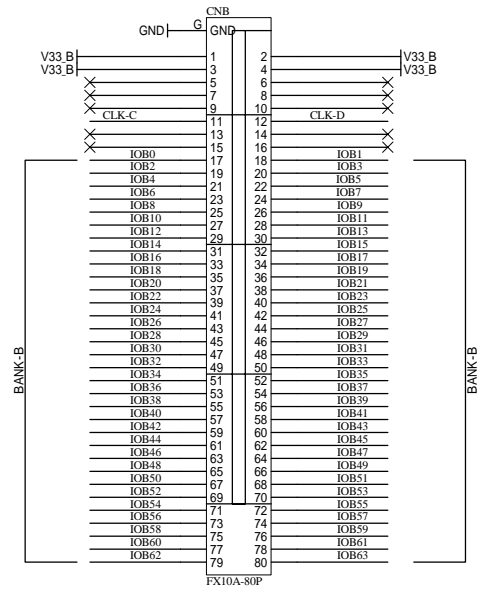 CNB
GND G GND
V33_B 1 2 V33_B
V33_B 3 4 V33_B
5 6
7 8
9 10
CLK-C 11 12 CLK-D
13 14
15 16
IOB0 17 18 IOB1
IOB2 19 20 IOB3
IOB4 21 22 IOB5
IOB6 23 24 IOB7
IOB8 25 26 IOB9
IOB10 27 28 IOB11
IOB12 29 30 IOB13
IOB14 31 32 IOB15
IOB16 33 34 IOB17
IOB18 35 36 IOB19
IOB20 37 38 IOB21
IOB22 39 40 IOB23
IOB24 41 42 IOB25
IOB26 43 44 IOB27
IOB28 45 46 IOB29
IOB30 47 48 IOB31
IOB32 49 50 IOB33
IOB34 51 52 IOB35
IOB36 53 54 IOB37
IOB38 55 56 IOB39
IOB40 57 58 IOB41
IOB42 59 60 IOB43
IOB44 61 62 IOB45
IOB46 63 64 IOB47
IOB48 65 66 IOB49
IOB50 67 68 IOB51
IOB52 69 70 IOB53
IOB54 71 72 IOB55
IOB56 73 74 IOB57
IOB58 75 76 IOB59
IOB60 77 78 IOB61
IOB62 79 80 IOB63
BANK-B
BANK-B
FX10A-80P